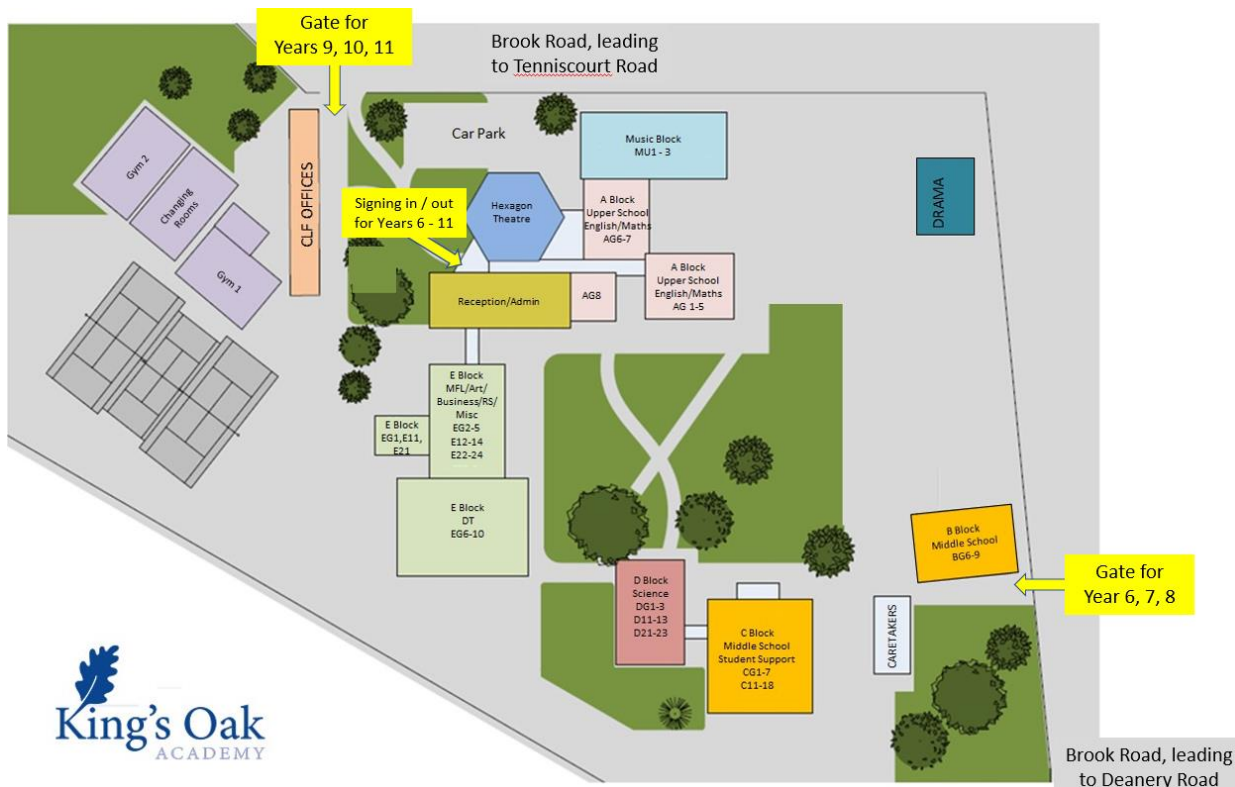 Gate for
Years 9, 10, 11
Brook Road, leading
to Tenniscourt Road
Car Park
Music Block
MU1 - 3
Gym 2
Changing
Rooms
Gym 1
CLF OFFICES
Signing in / out
for Years 6 - 11
Hexagon
Theatre
A Block
Upper School
English/Maths
AG6-7
DRAMA
A Block
Upper School
English/Maths
AG 1-5
Reception/Admin
AG8
E Block
MFL/Art/
Business/RS/
Misc
EG2-5
E12-14
E22-24
E Block
EG1,E11,
E21
E Block
DT
EG6-10
B Block
Middle School
BG6-9
Gate for
Year 6, 7, 8
D Block
Science
DG1-3
D11-13
D21-23
C Block
Middle School
Student Support
CG1-7
C11-18
CARETAKERS
King's Oak
ACADEMY
Brook Road, leading
to Deanery Road